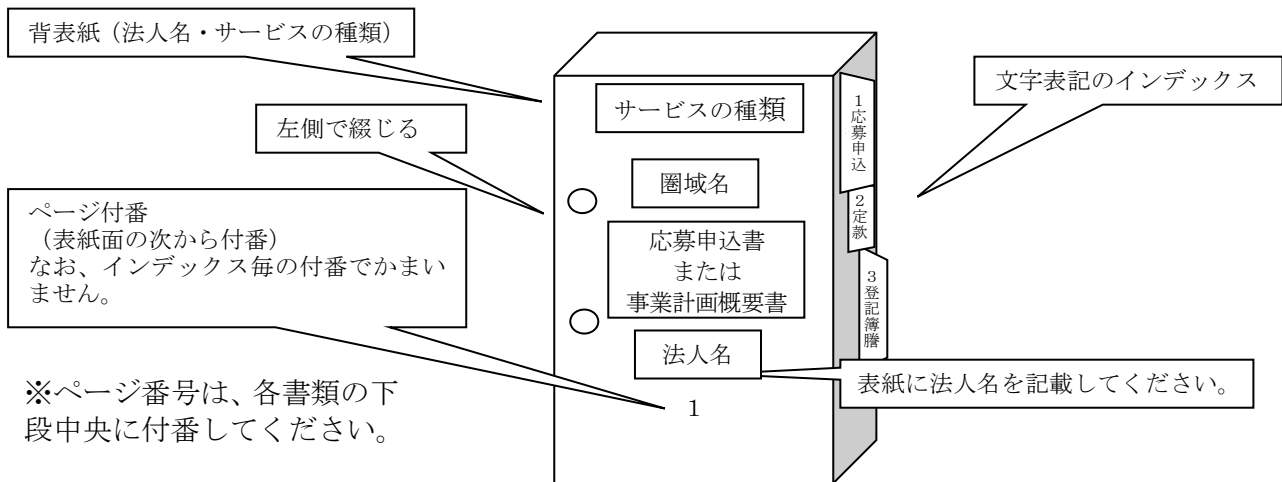 背表紙（法人名・サービスの種類）
左側で綴じる
ページ付番
（表紙面の次から付番）
なお、インデックス毎の付番でかまい
ません。
※ページ番号は、各書類の下
段中央に付番してください。
サービスの種類
圏域名
応募申込書
または
事業計画概要書
法人名
1
1応募申込
2定款
3登記簿謄
文字表記のインデックス
表紙に法人名を記載してください。